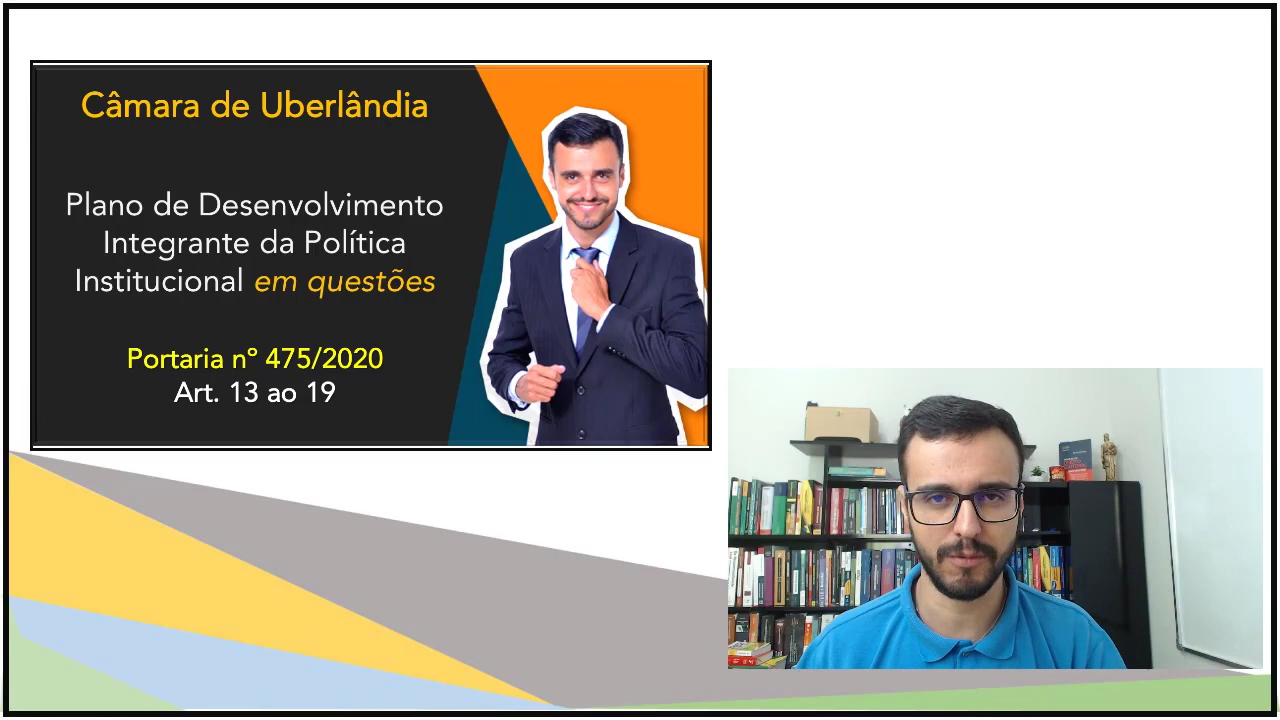 Câmara de Uberlândia
Plano de Desenvolvimento
Integrante da Política
Institucional em questões
Portaria nº 475/2020
Art. 13 ao 19